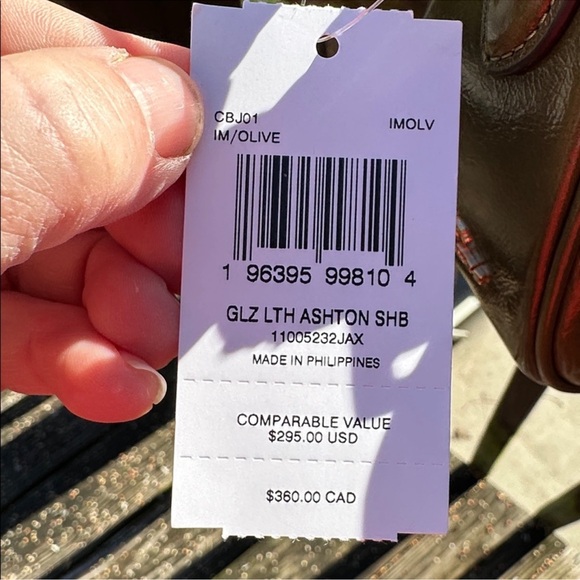 CBJ01 IMOLV
IM/OLIVE
1 96395 99810 4
GLZ LTH ASHTON SHB
11005232JAX
MADE IN PHILIPPINES
COMPARABLE VALUE
$295.00 USD
$360.00 CAD